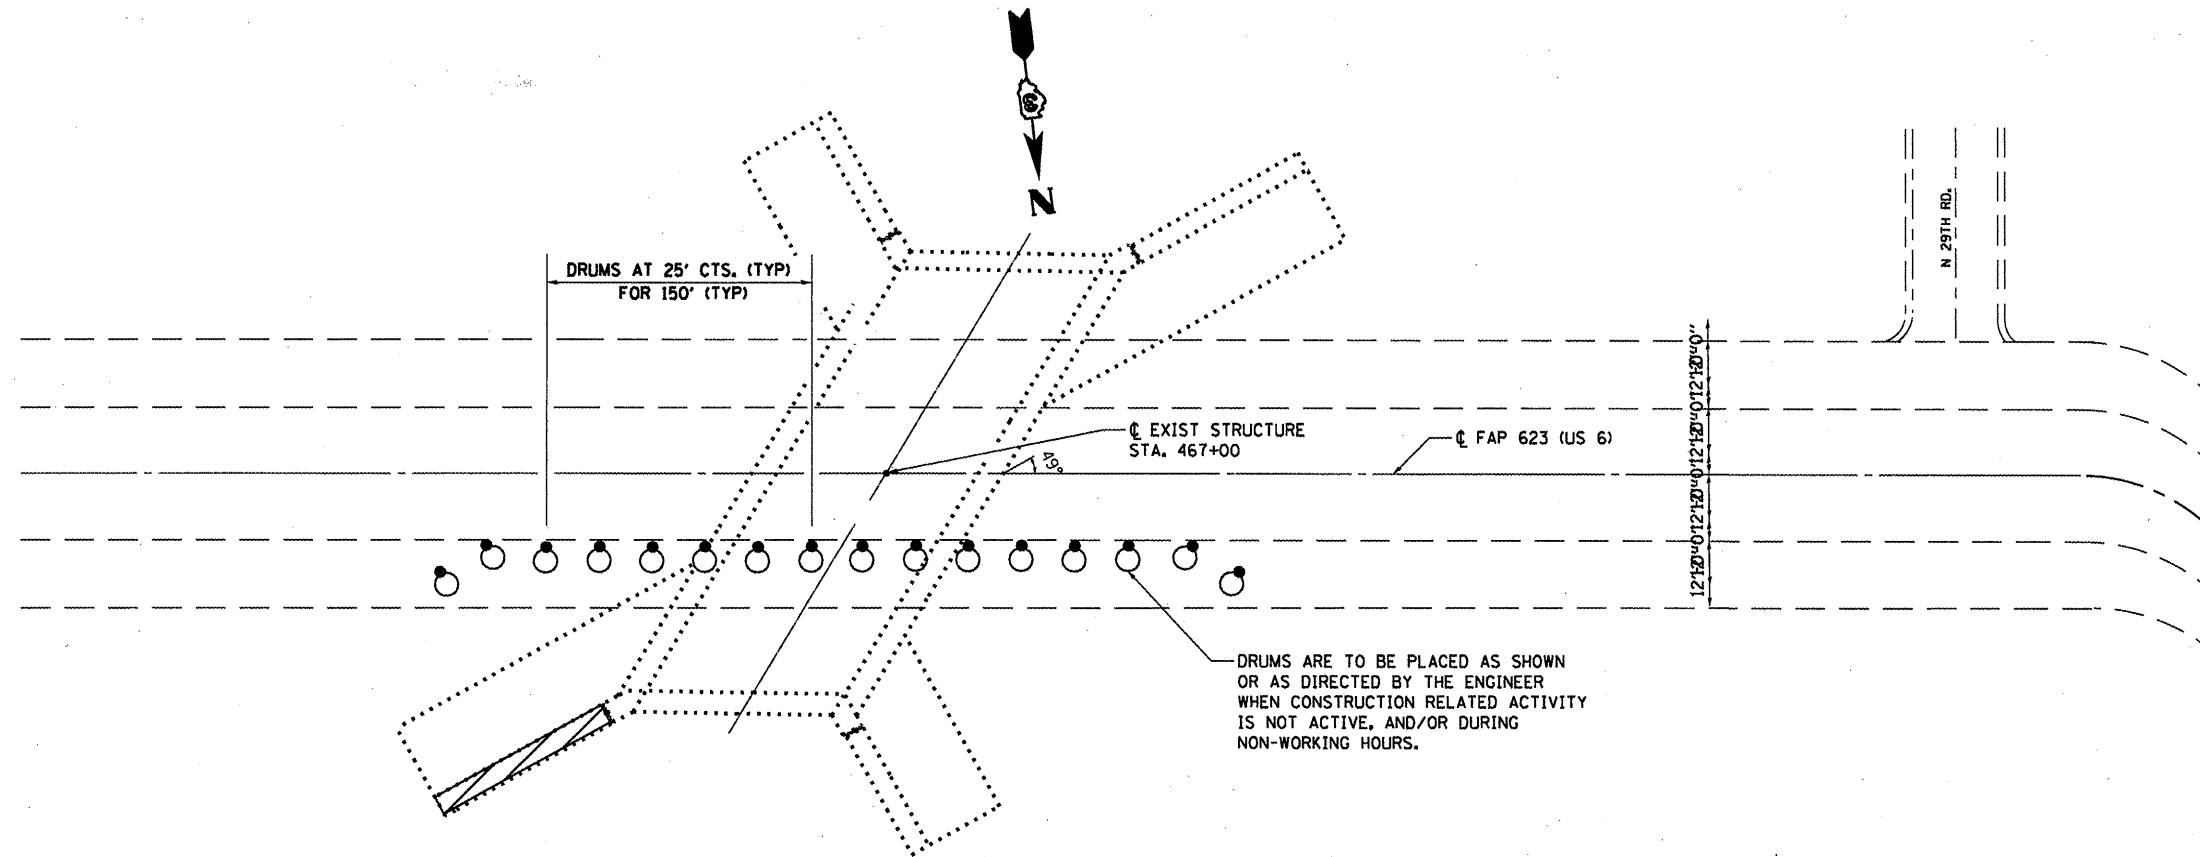 N
N 29TH RD.
DRUMS AT 25' CTS. (TYP)
FOR 150' (TYP)
℄ EXIST STRUCTURE
STA. 467+00
49°
℄ FAP 623 (US 6)
DRUMS ARE TO BE PLACED AS SHOWN
OR AS DIRECTED BY THE ENGINEER
WHEN CONSTRUCTION RELATED ACTIVITY
IS NOT ACTIVE, AND/OR DURING
NON-WORKING HOURS.